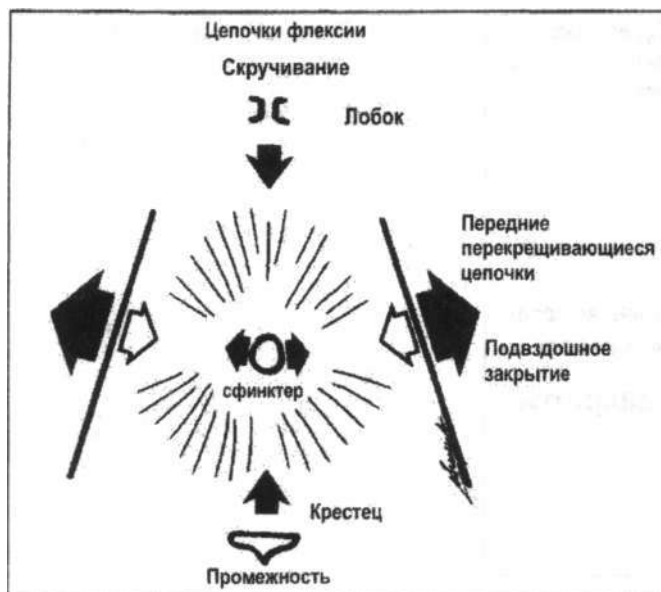 Цепочки флексии
Скручивание
Лобок
Передние
перекрещивающиеся
цепочки
Подвздошное
закрытие
сфинктер
Крестец
Промежность